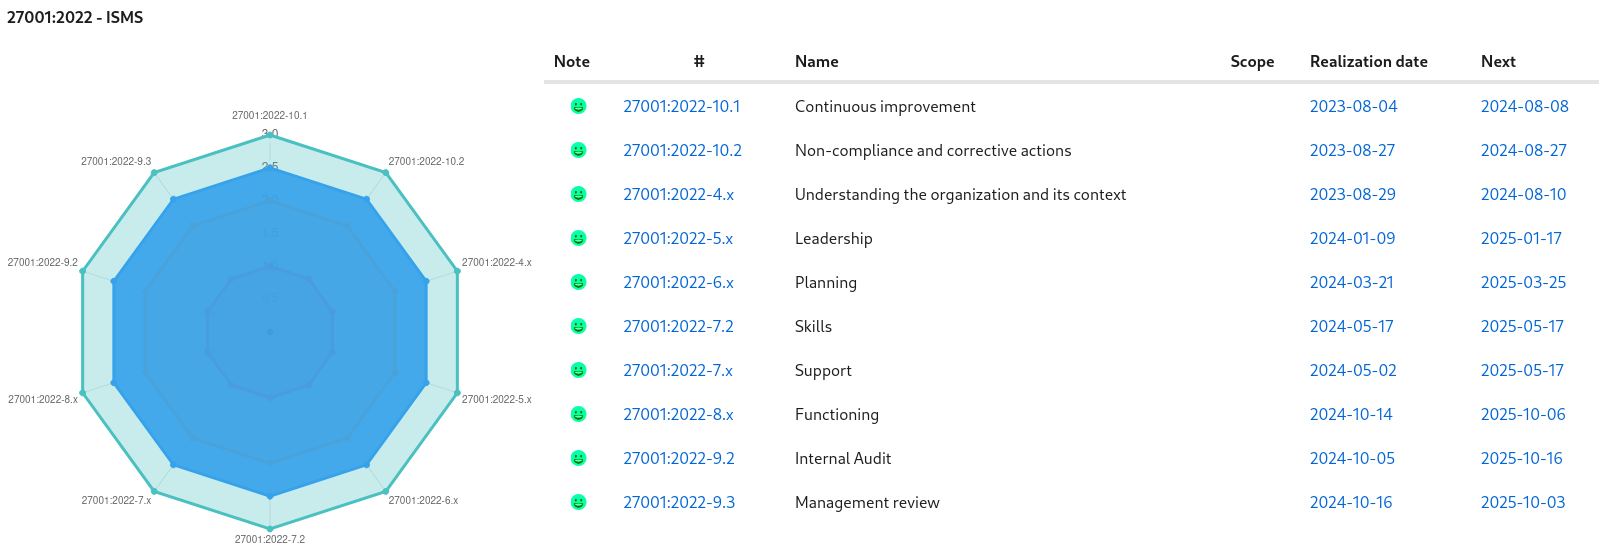 27001:2022 - ISMS
27001:2022-10.1
3.0
27001:2022-9.3
27001:2022-10.2
2.5
2.0
1.5
27001:2022-9.2
27001:2022-4.x
1.0
0.5
27001:2022-8.x
27001:2022-5.x
27001:2022-7.x
27001:2022-6.x
27001:2022-7.2
Note # Name Scope Realization date Next
27001:2022-10.1 Continuous improvement 2023-08-04 2024-08-08
27001:2022-10.2 Non-compliance and corrective actions 2023-08-27 2024-08-27
27001:2022-4.x Understanding the organization and its context 2023-08-29 2024-08-10
27001:2022-5.x Leadership 2024-01-09 2025-01-17
27001:2022-6.x Planning 2024-03-21 2025-03-25
27001:2022-7.2 Skills 2024-05-17 2025-05-17
27001:2022-7.x Support 2024-05-02 2025-05-17
27001:2022-8.x Functioning 2024-10-14 2025-10-06
27001:2022-9.2 Internal Audit 2024-10-05 2025-10-16
27001:2022-9.3 Management review 2024-10-16 2025-10-03